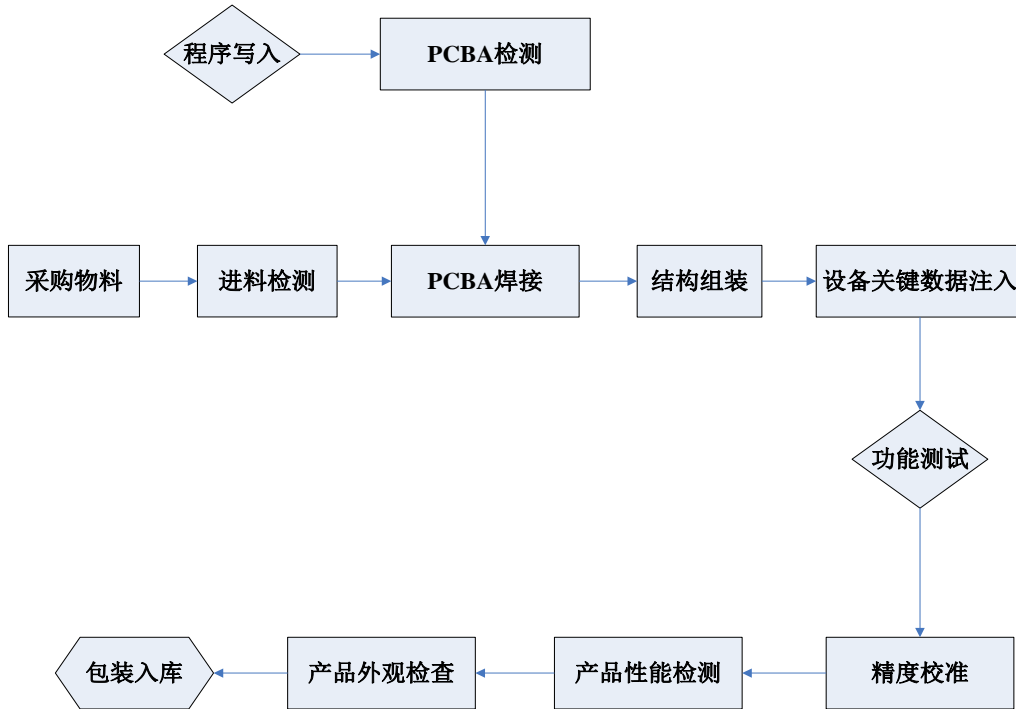 程序写入
PCBA检测
采购物料
进料检测
PCBA焊接
结构组装
设备关键数据注入
功能测试
包装入库
产品外观检查
产品性能检测
精度校准